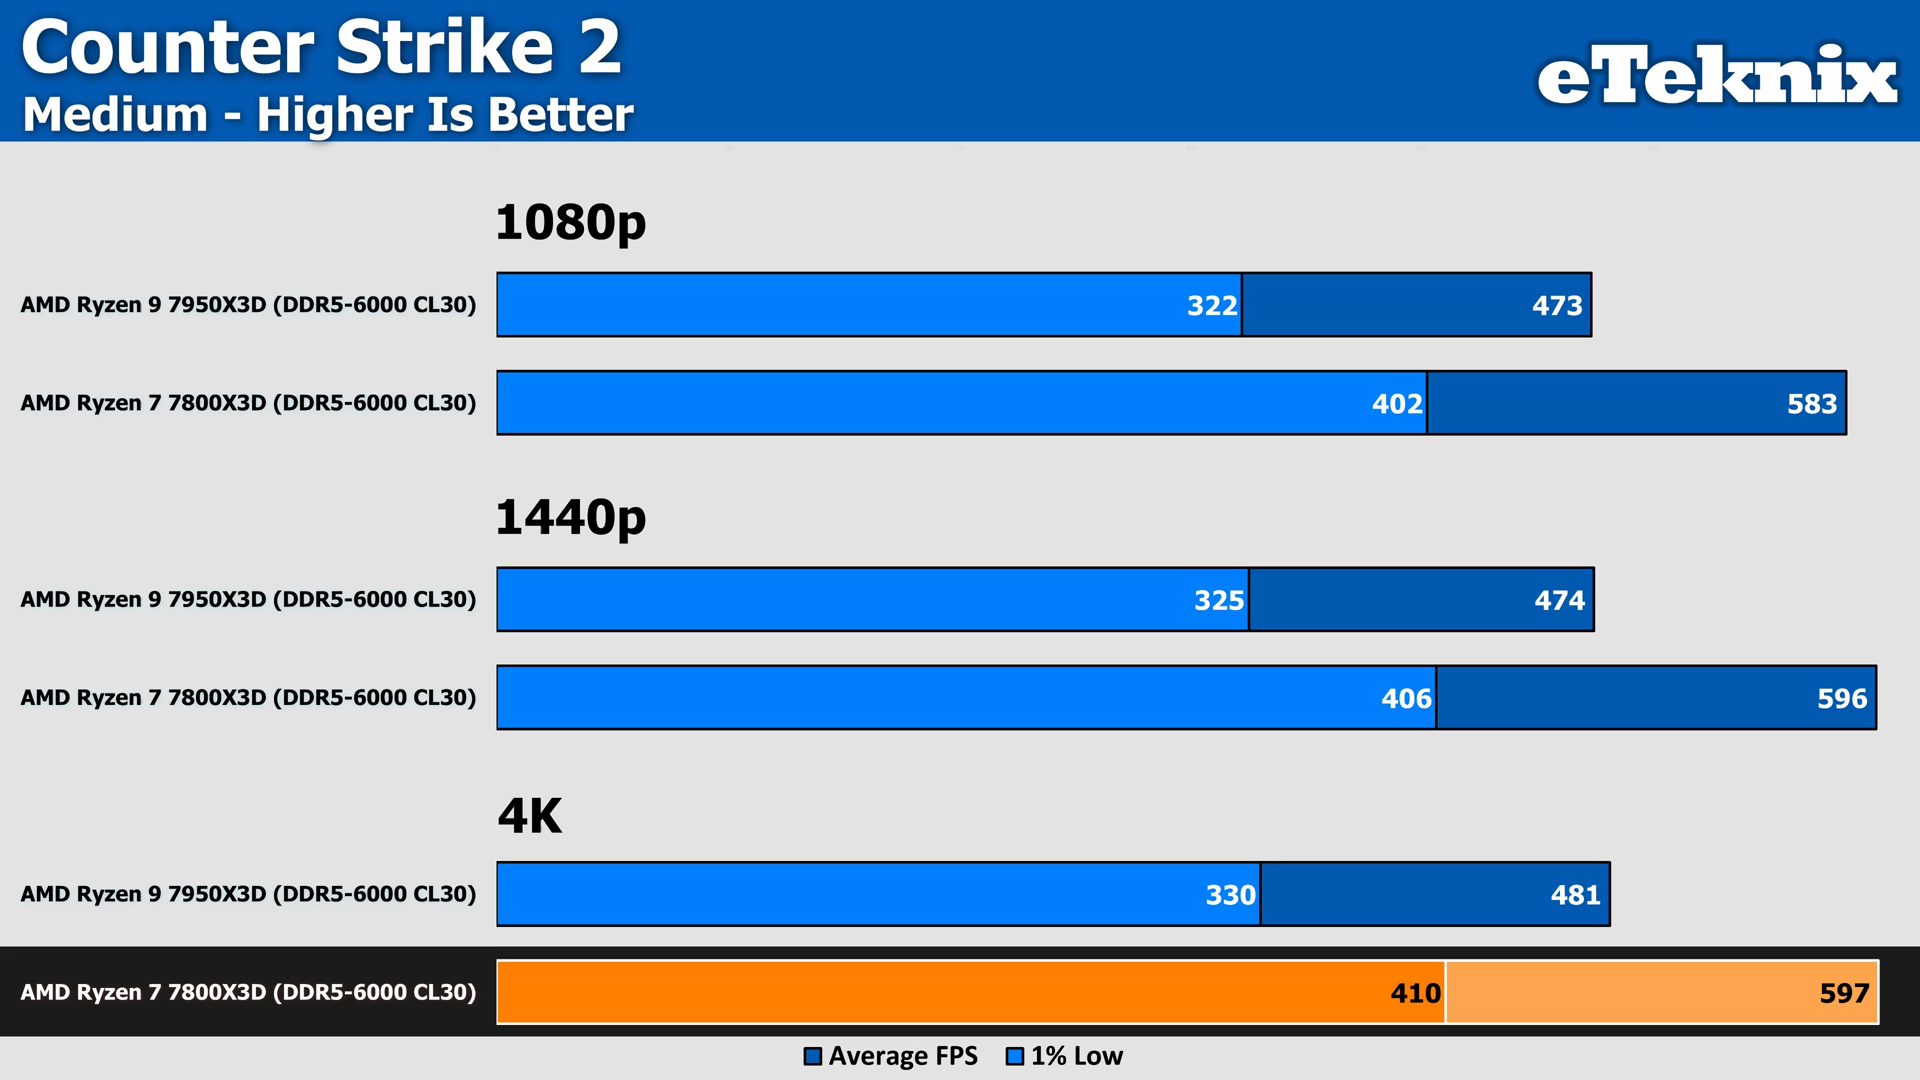 Counter Strike 2
Medium - Higher Is Better
eTeknix
1080p
AMD Ryzen 9 7950X3D (DDR5-6000 CL30) 322 473
AMD Ryzen 7 7800X3D (DDR5-6000 CL30) 402 583
1440p
AMD Ryzen 9 7950X3D (DDR5-6000 CL30) 325 474
AMD Ryzen 7 7800X3D (DDR5-6000 CL30) 406 596
4K
AMD Ryzen 9 7950X3D (DDR5-6000 CL30) 330 481
AMD Ryzen 7 7800X3D (DDR5-6000 CL30) 410 597
Average FPS 1% Low